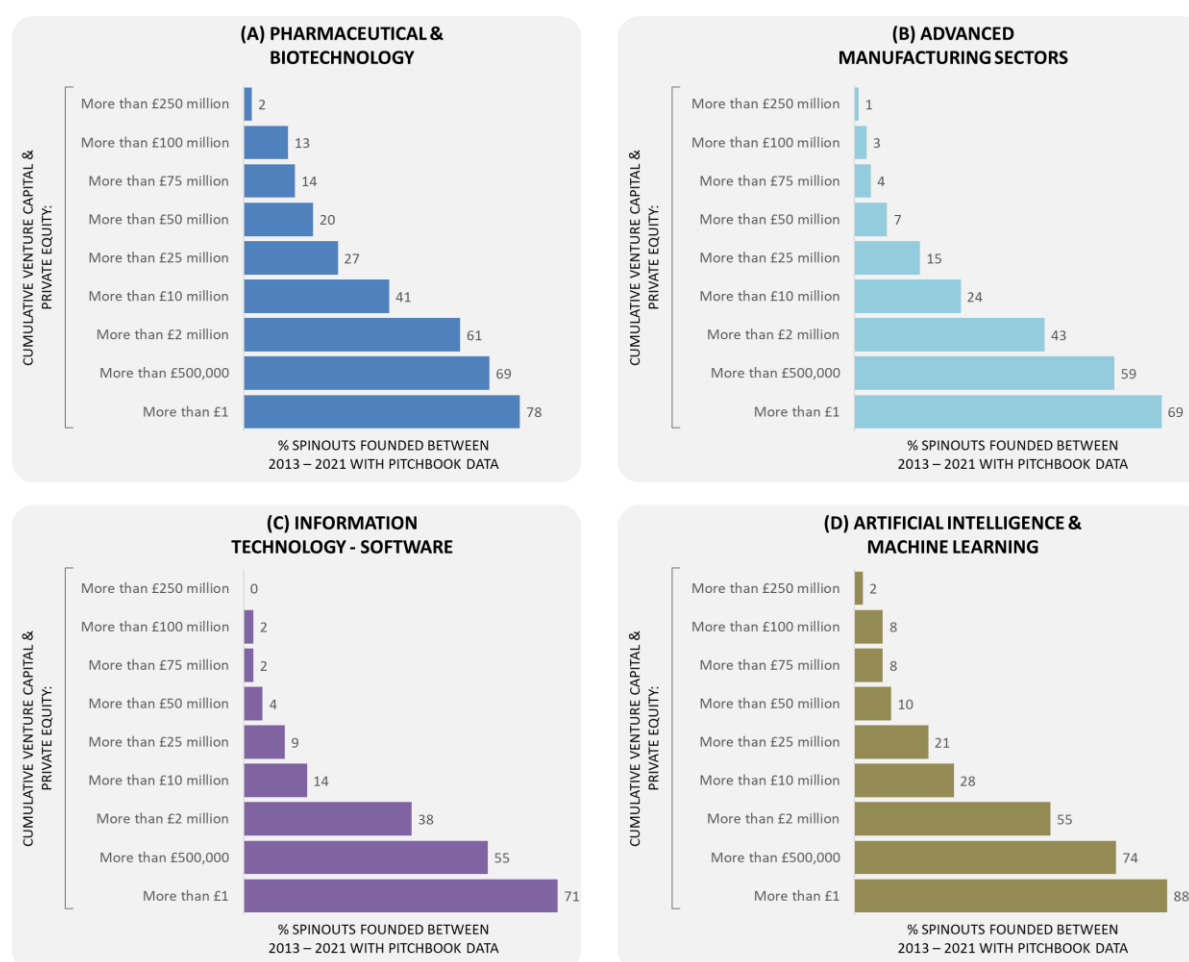 (A) PHARMACEUTICAL &
BIOTECHNOLOGY
CUMULATIVE VENTURE CAPITAL &
PRIVATE EQUITY:
More than £250 million 2
More than £100 million 13
More than £75 million 14
More than £50 million 20
More than £25 million 27
More than £10 million 41
More than £2 million 61
More than £500,000 69
More than £1 78
% SPINOUTS FOUNDED BETWEEN
2013 – 2021 WITH PITCHBOOK DATA
(B) ADVANCED
MANUFACTURING SECTORS
CUMULATIVE VENTURE CAPITAL &
PRIVATE EQUITY:
More than £250 million 1
More than £100 million 3
More than £75 million 4
More than £50 million 7
More than £25 million 15
More than £10 million 24
More than £2 million 43
More than £500,000 59
More than £1 69
% SPINOUTS FOUNDED BETWEEN
2013 – 2021 WITH PITCHBOOK DATA
(C) INFORMATION
TECHNOLOGY - SOFTWARE
CUMULATIVE VENTURE CAPITAL &
PRIVATE EQUITY:
More than £250 million 0
More than £100 million 2
More than £75 million 2
More than £50 million 4
More than £25 million 9
More than £10 million 14
More than £2 million 38
More than £500,000 55
More than £1 71
% SPINOUTS FOUNDED BETWEEN
2013 – 2021 WITH PITCHBOOK DATA
(D) ARTIFICIAL INTELLIGENCE &
MACHINE LEARNING
CUMULATIVE VENTURE CAPITAL &
PRIVATE EQUITY:
More than £250 million 2
More than £100 million 8
More than £75 million 8
More than £50 million 10
More than £25 million 21
More than £10 million 28
More than £2 million 55
More than £500,000 74
More than £1 88
% SPINOUTS FOUNDED BETWEEN
2013 – 2021 WITH PITCHBOOK DATA